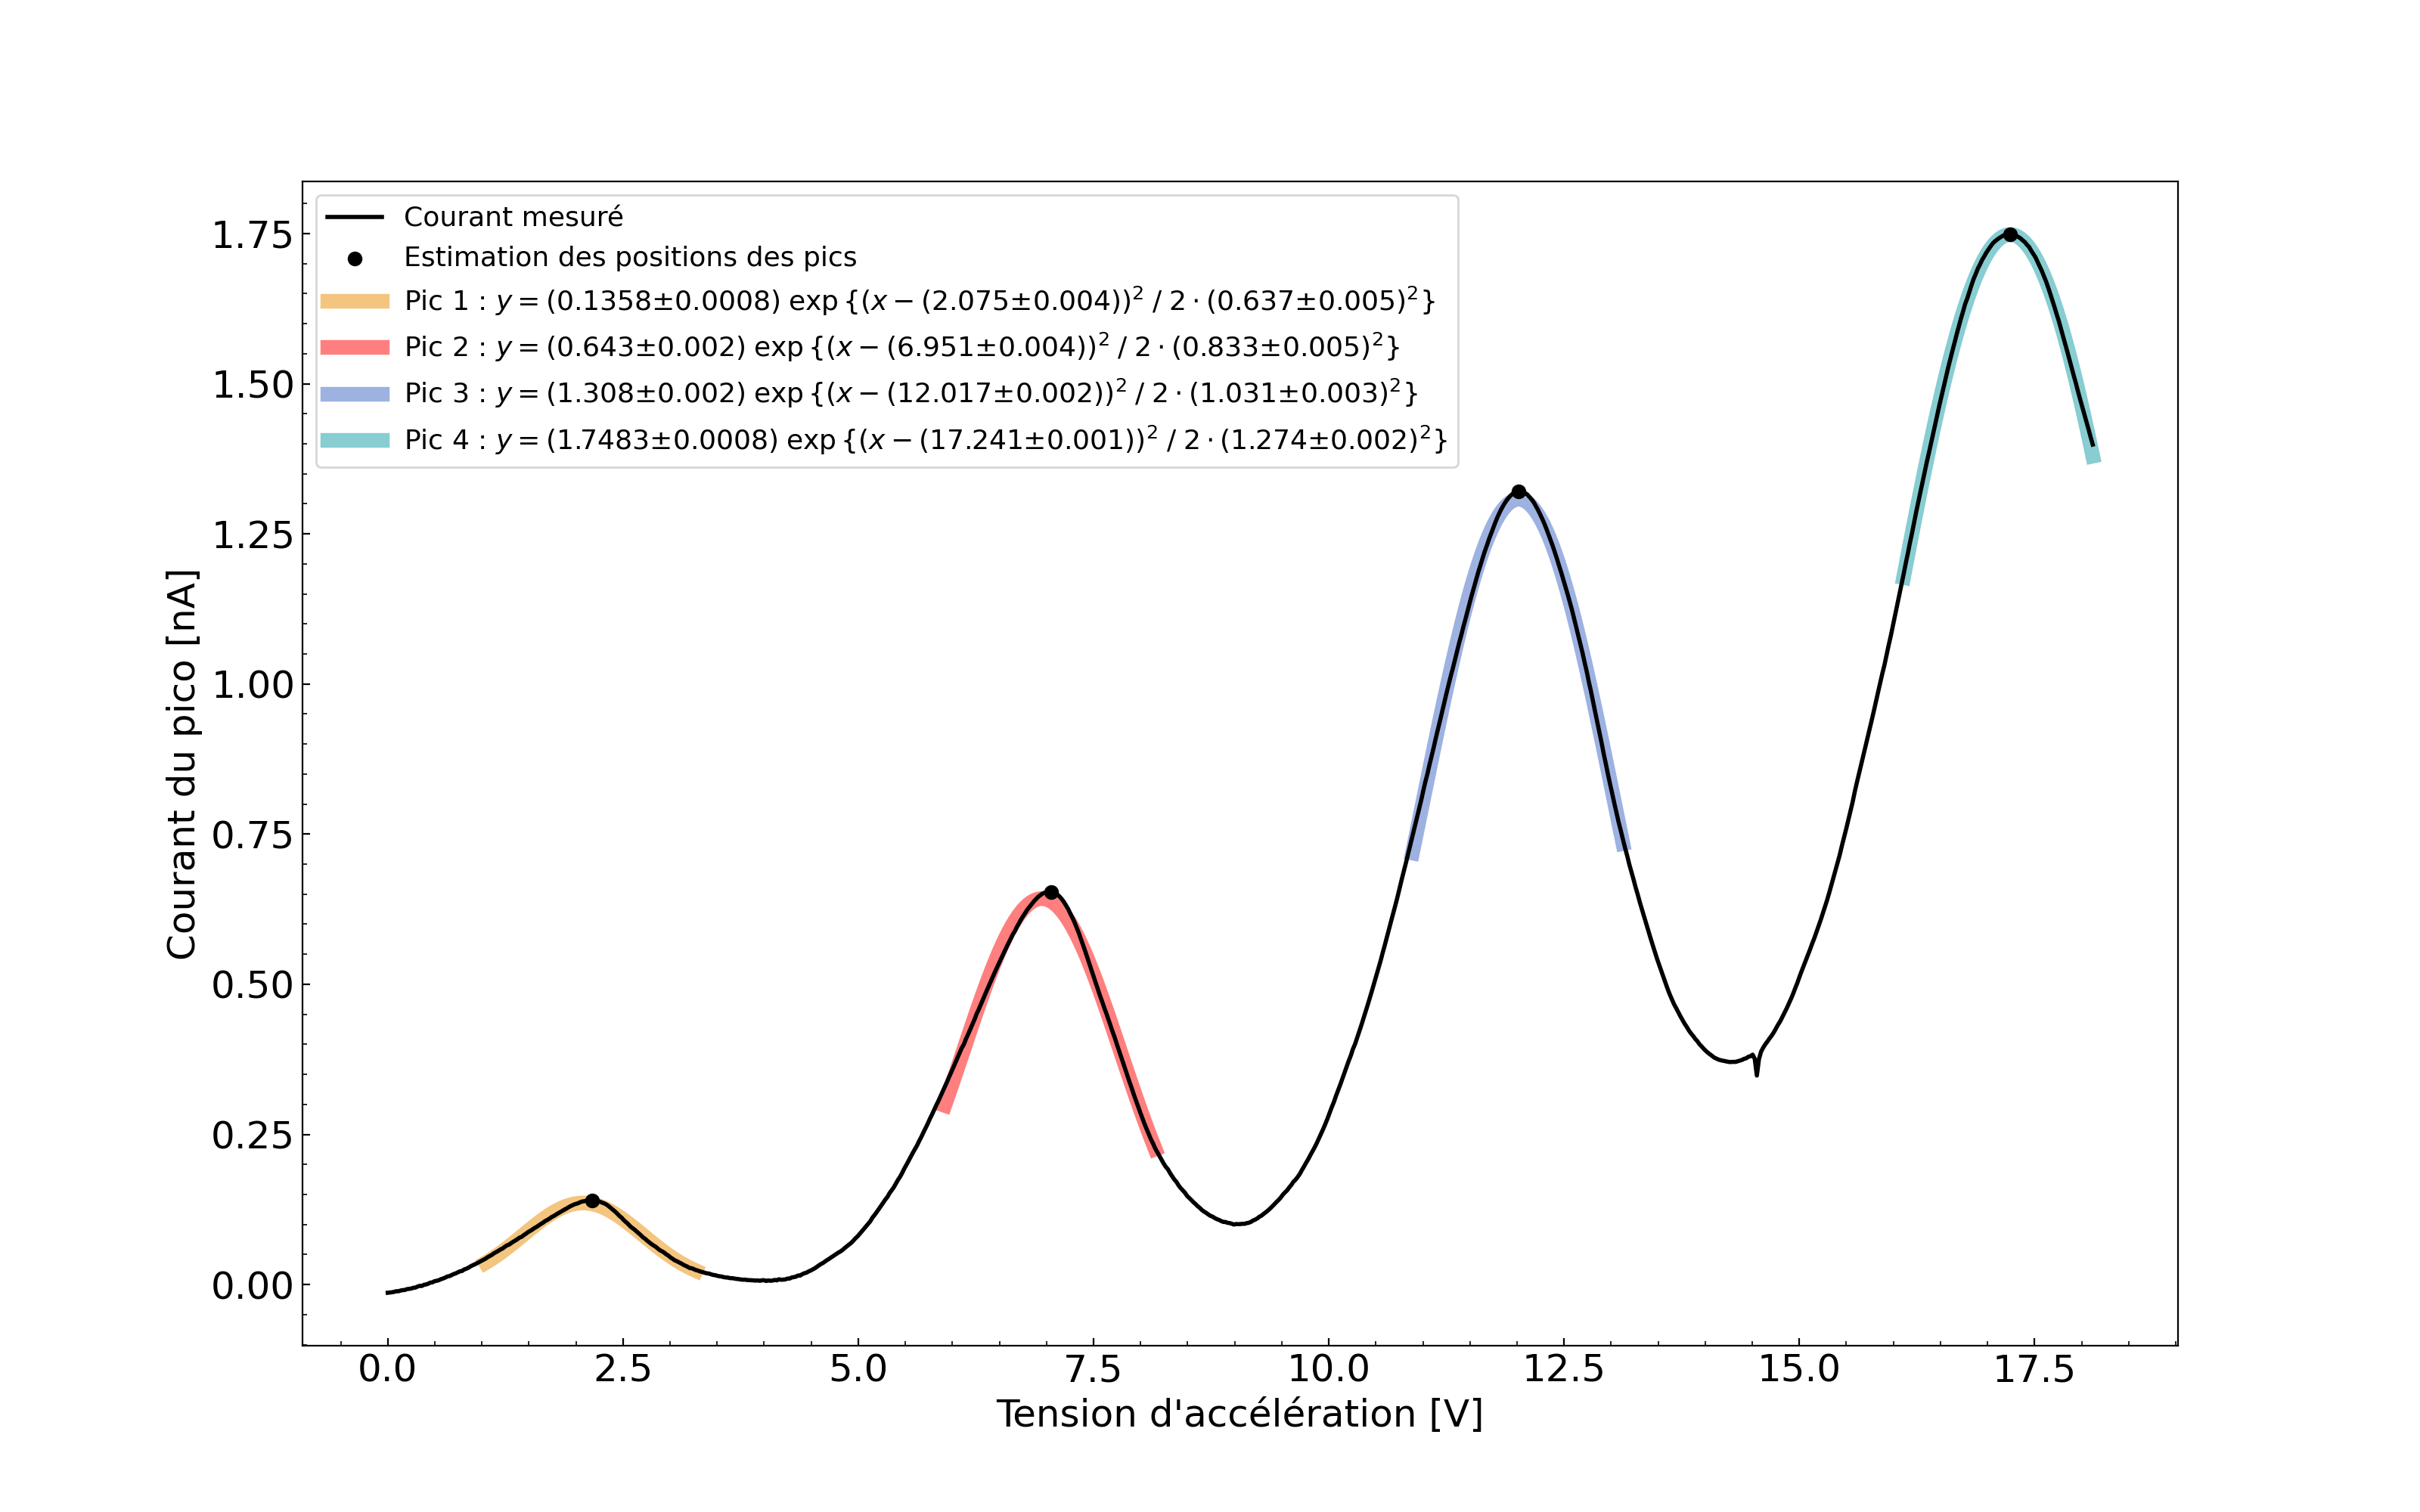 Courant mesuré
Estimation des positions des pics
Pic 1 : y = (0.1358±0.0008) exp {(x − (2.075±0.004))² / 2 · (0.637±0.005)²}
Pic 2 : y = (0.643±0.002) exp {(x − (6.951±0.004))² / 2 · (0.833±0.005)²}
Pic 3 : y = (1.308±0.002) exp {(x − (12.017±0.002))² / 2 · (1.031±0.003)²}
Pic 4 : y = (1.7483±0.0008) exp {(x − (17.241±0.001))² / 2 · (1.274±0.002)²}
1.75
1.50
1.25
1.00
0.75
0.50
0.25
0.00
Courant du pico [nA]
0.0 2.5 5.0 7.5 10.0 12.5 15.0 17.5
Tension d'accélération [V]